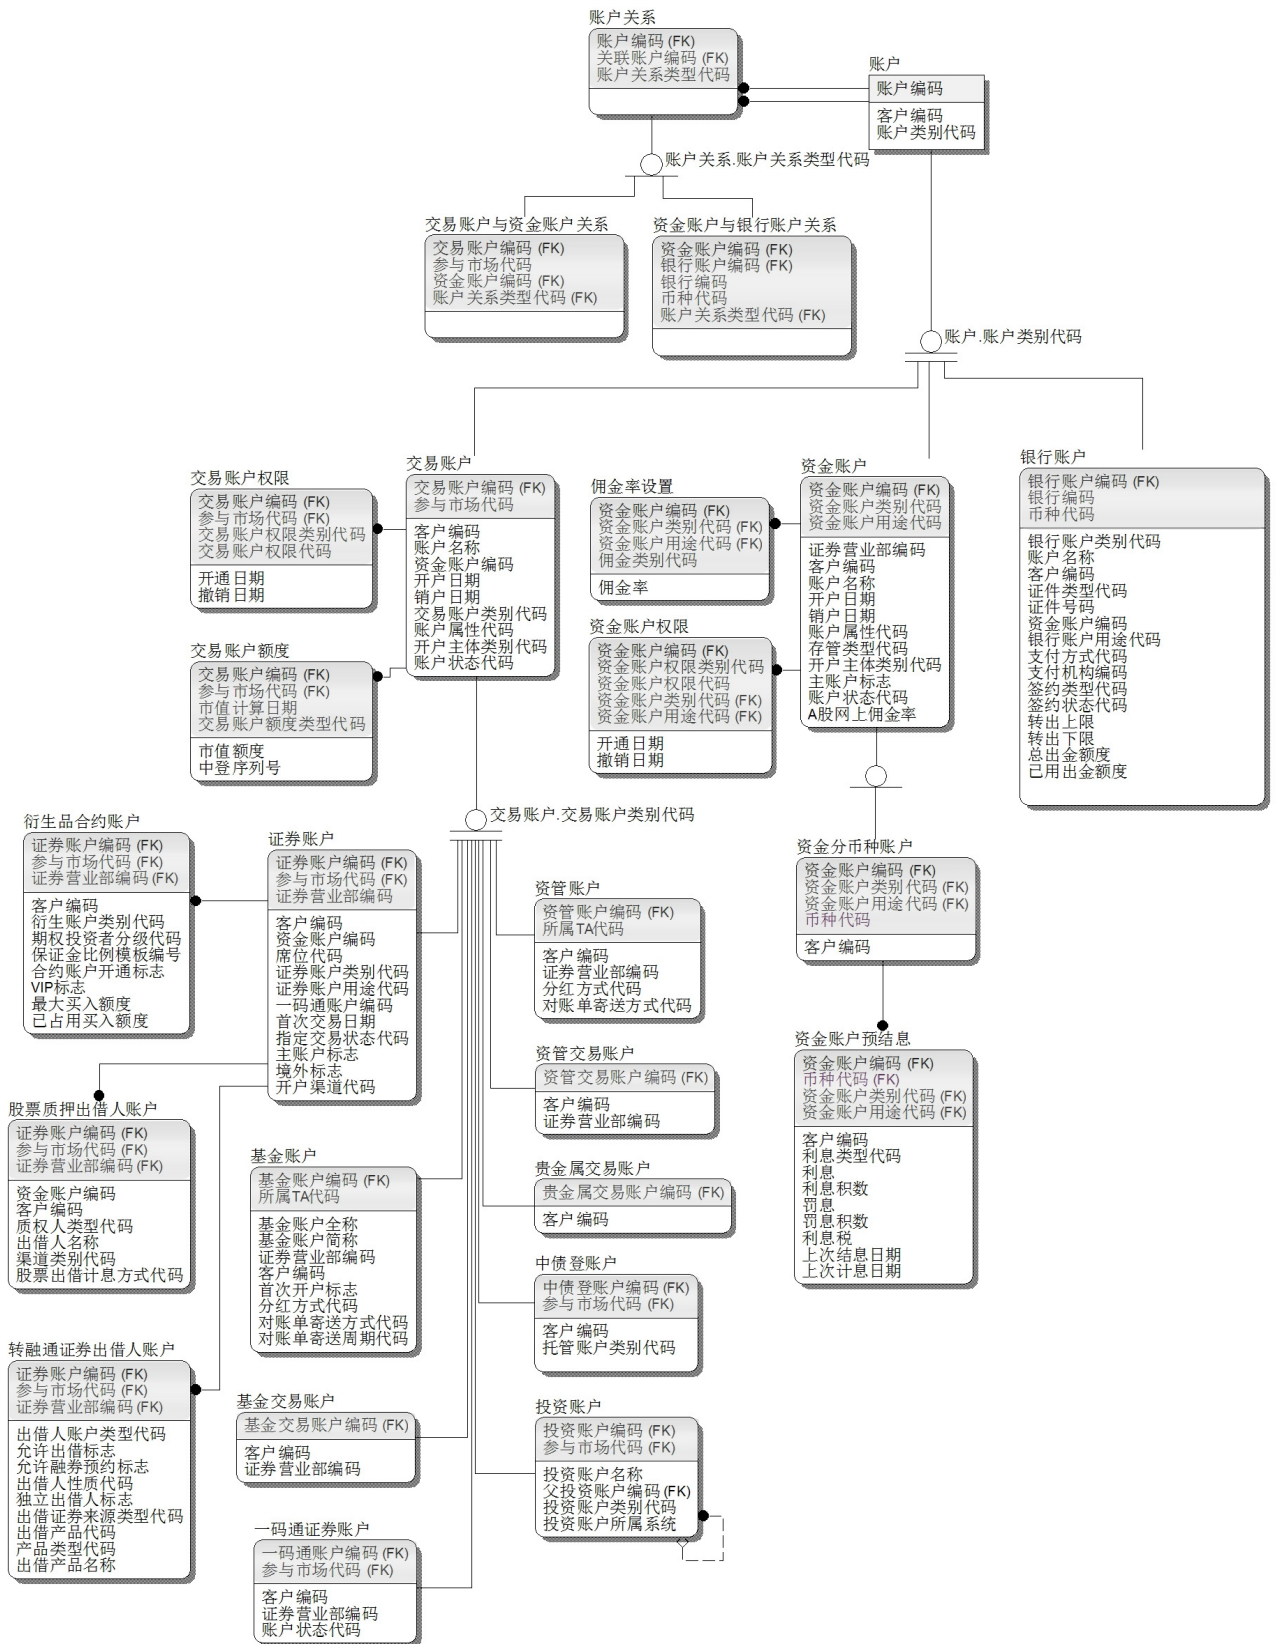 账户关系
账户编码 (FK)
关联账户编码 (FK)
账户关系类型代码
账户
账户编码
客户编码
账户类别代码
账户关系.账户关系类型代码
交易账户与资金账户关系
交易账户编码 (FK)
参与市场代码
资金账户编码 (FK)
账户关系类型代码 (FK)
资金账户与银行账户关系
资金账户编码 (FK)
银行账户编码 (FK)
银行编码
币种代码
账户关系类型代码 (FK)
账户.账户类别代码
交易账户权限
交易账户编码 (FK)
参与市场代码 (FK)
交易账户权限类别代码
交易账户权限代码
开通日期
撤销日期
交易账户
交易账户编码 (FK)
参与市场代码
客户编码
账户名称
资金账户编码
开户日期
销户日期
交易账户类别代码
账户属性代码
开户主体类别代码
账户状态代码
佣金率设置
资金账户编码 (FK)
资金账户类别代码 (FK)
资金账户用途代码 (FK)
佣金类别代码
佣金率
资金账户
资金账户编码 (FK)
资金账户类别代码
资金账户用途代码
证券营业部编码
客户编码
账户名称
开户日期
销户日期
账户属性代码
存管类型代码
开户主体类别代码
主账户标志
账户状态代码
A股网上佣金率
银行账户
银行账户编码 (FK)
银行编码
币种代码
银行账户类别代码
账户名称
客户编码
证件类型代码
证件号码
资金账户编码
银行账户用途代码
支付方式代码
支付机构编码
签约类型代码
签约状态代码
转出上限
转出下限
总出金额度
已用出金额度
交易账户额度
交易账户编码 (FK)
参与市场代码 (FK)
市值计算日期
交易账户额度类型代码
市值额度
中登序列号
资金账户权限
资金账户编码 (FK)
资金账户权限类别代码
资金账户权限代码
资金账户类别代码 (FK)
资金账户用途代码 (FK)
开通日期
撤销日期
交易账户.交易账户类别代码
衍生品合约账户
证券账户编码 (FK)
参与市场代码 (FK)
证券营业部编码 (FK)
客户编码
衍生账户类别代码
期权投资者分级代码
保证金比例模板编号
合约账户开通标志
VIP标志
最大买入额度
已占用买入额度
证券账户
证券账户编码 (FK)
参与市场代码 (FK)
证券营业部编码
客户编码
资金账户编码
席位代码
证券账户类别代码
证券账户用途代码
一码通账户编码
首次交易日期
指定交易状态代码
主账户标志
境外标志
开户渠道代码
资管账户
资管账户编码 (FK)
所属TA代码
客户编码
证券营业部编码
分红方式代码
对账单寄送方式代码
资金分币种账户
资金账户编码 (FK)
资金账户类别代码 (FK)
资金账户用途代码 (FK)
币种代码
客户编码
资管交易账户
资管交易账户编码 (FK)
客户编码
证券营业部编码
资金账户预结息
资金账户编码 (FK)
币种代码 (FK)
资金账户类别代码 (FK)
资金账户用途代码 (FK)
客户编码
利息类型代码
利息
利息积数
罚息
罚息积数
利息税
上次结息日期
上次计息日期
股票质押出借人账户
证券账户编码 (FK)
参与市场代码 (FK)
证券营业部编码 (FK)
资金账户编码
客户编码
质权人类型代码
出借人名称
渠道类别代码
股票出借计息方式代码
基金账户
基金账户编码 (FK)
所属TA代码
基金账户全称
基金账户简称
证券营业部编码
客户编码
首次开户标志
分红方式代码
对账单寄送方式代码
对账单寄送周期代码
贵金属交易账户
贵金属交易账户编码 (FK)
客户编码
中债登账户
中债登账户编码 (FK)
参与市场代码 (FK)
客户编码
托管账户类别代码
转融通证券出借人账户
证券账户编码 (FK)
参与市场代码 (FK)
证券营业部编码 (FK)
出借人账户类型代码
允许出借标志
允许融券预约标志
出借人性质代码
独立出借人标志
出借证券来源类型代码
出借产品代码
产品类型代码
出借产品名称
基金交易账户
基金交易账户编码 (FK)
客户编码
证券营业部编码
投资账户
投资账户编码 (FK)
参与市场代码 (FK)
投资账户名称
父投资账户编码 (FK)
投资账户类别代码
投资账户所属系统
一码通证券账户
一码通账户编码 (FK)
参与市场代码 (FK)
客户编码
证券营业部编码
账户状态代码